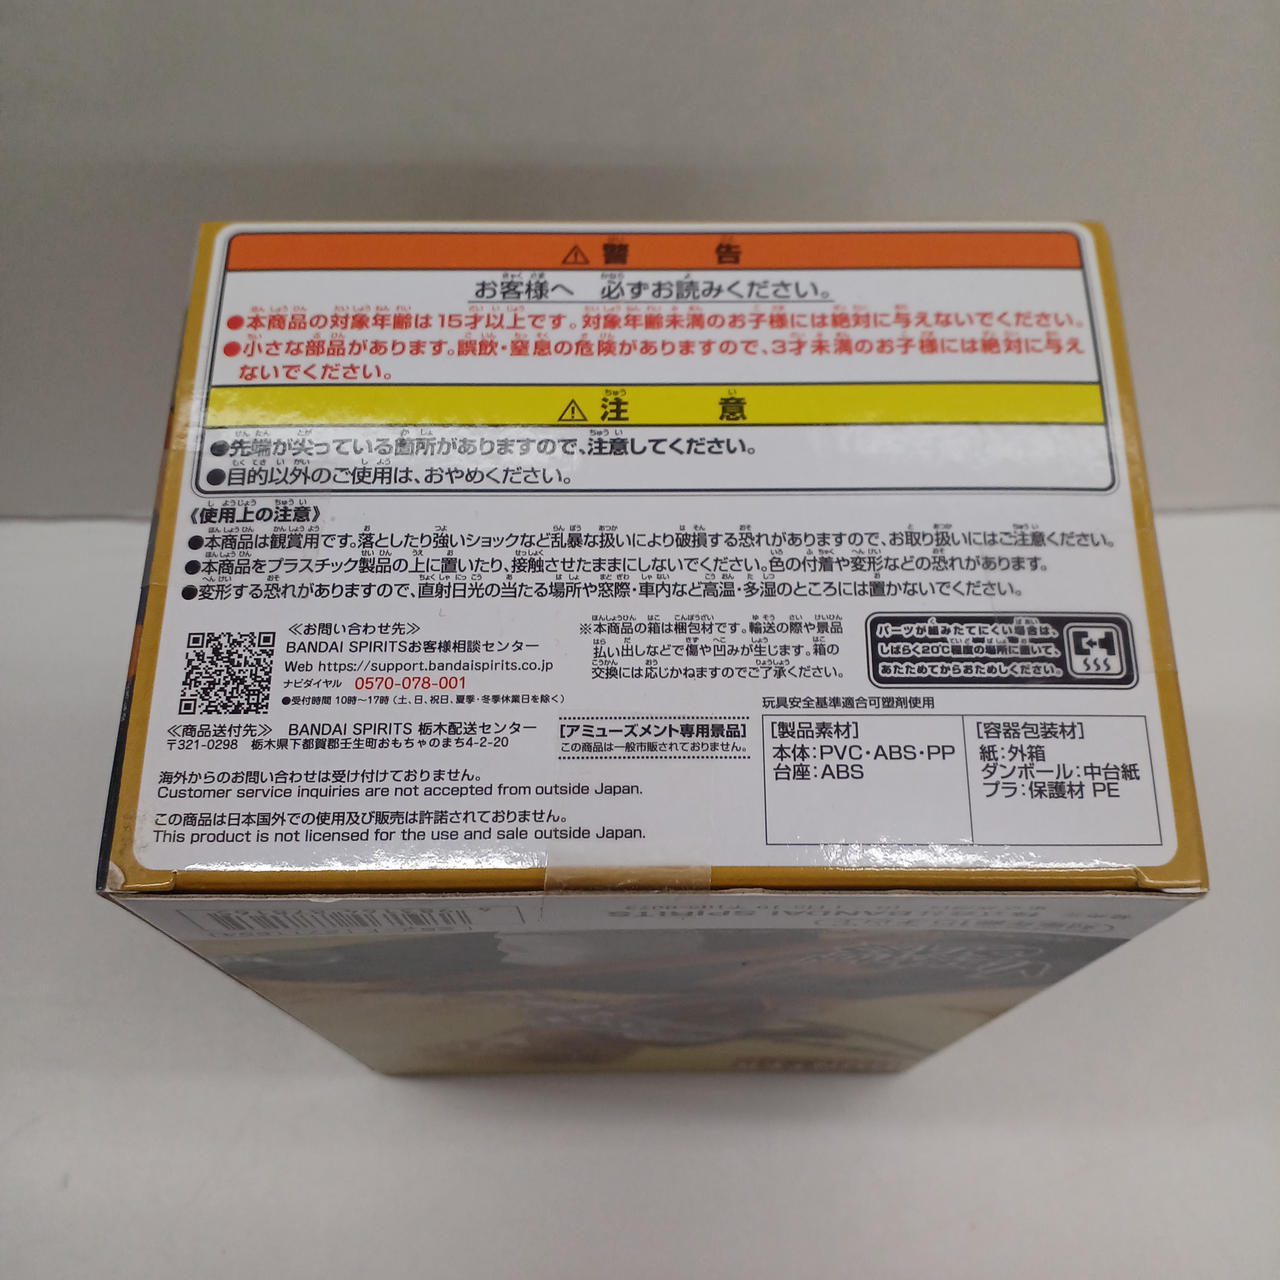 ⚠ 警告
お客様へ 必ずお読みください。
●本商品の対象年齢は15才以上です。対象年齢未満のお子様には絶対に与えないでください。
●小さな部品があります。誤飲・窒息の危険がありますので、3才未満のお子様には絶対に与え
ないでください。
⚠ 注意
●先端が尖っている箇所がありますので、注意してください。
●目的以外のご使用は、おやめください。
《使用上の注意》
●本商品は観賞用です。落としたり強いショックなど乱暴な扱いにより破損する恐れがありますので、お取り扱いにはご注意ください。
●本商品をプラスチック製品の上に置いたり、接触させたままにしないでください。色の付着や変形などの恐れがあります。
●変形する恐れがありますので、直射日光の当たる場所や窓際・車内など高温・多湿のところには置かないでください。
≪お問い合わせ先≫
BANDAI SPIRITSお客様相談センター
Web https://support.bandaispirits.co.jp
ナビダイヤル 0570-078-001
●受付時間 10時～17時(土、日、祝日、夏季・冬季休業日を除く)
※本商品の箱は梱包材です。輸送の際や景品
払い出しなどで傷や凹みが生じます。箱の
交換には応じかねますのでご了承ください。
パーツが組みたてにくい場合は、
しばらく20℃程度の場所に置いて、
あたためてからおためしください。
≪商品送付先≫ BANDAI SPIRITS 栃木配送センター
〒321-0298 栃木県下都賀郡壬生町おもちゃのまち4-2-20
[アミューズメント専用景品]
この商品は一般市販されておりません。
玩具安全基準適合可塑剤使用
[製品素材]
本体:PVC・ABS・PP
台座:ABS
[容器包装材]
紙:外箱
ダンボール:中台紙
プラ:保護材 PE
海外からのお問い合わせは受け付けておりません。
Customer service inquiries are not accepted from outside Japan.
この商品は日本国外での使用及び販売は許諾されておりません。
This product is not licensed for the use and sale outside Japan.
株式会社BANDAI SPIRITS